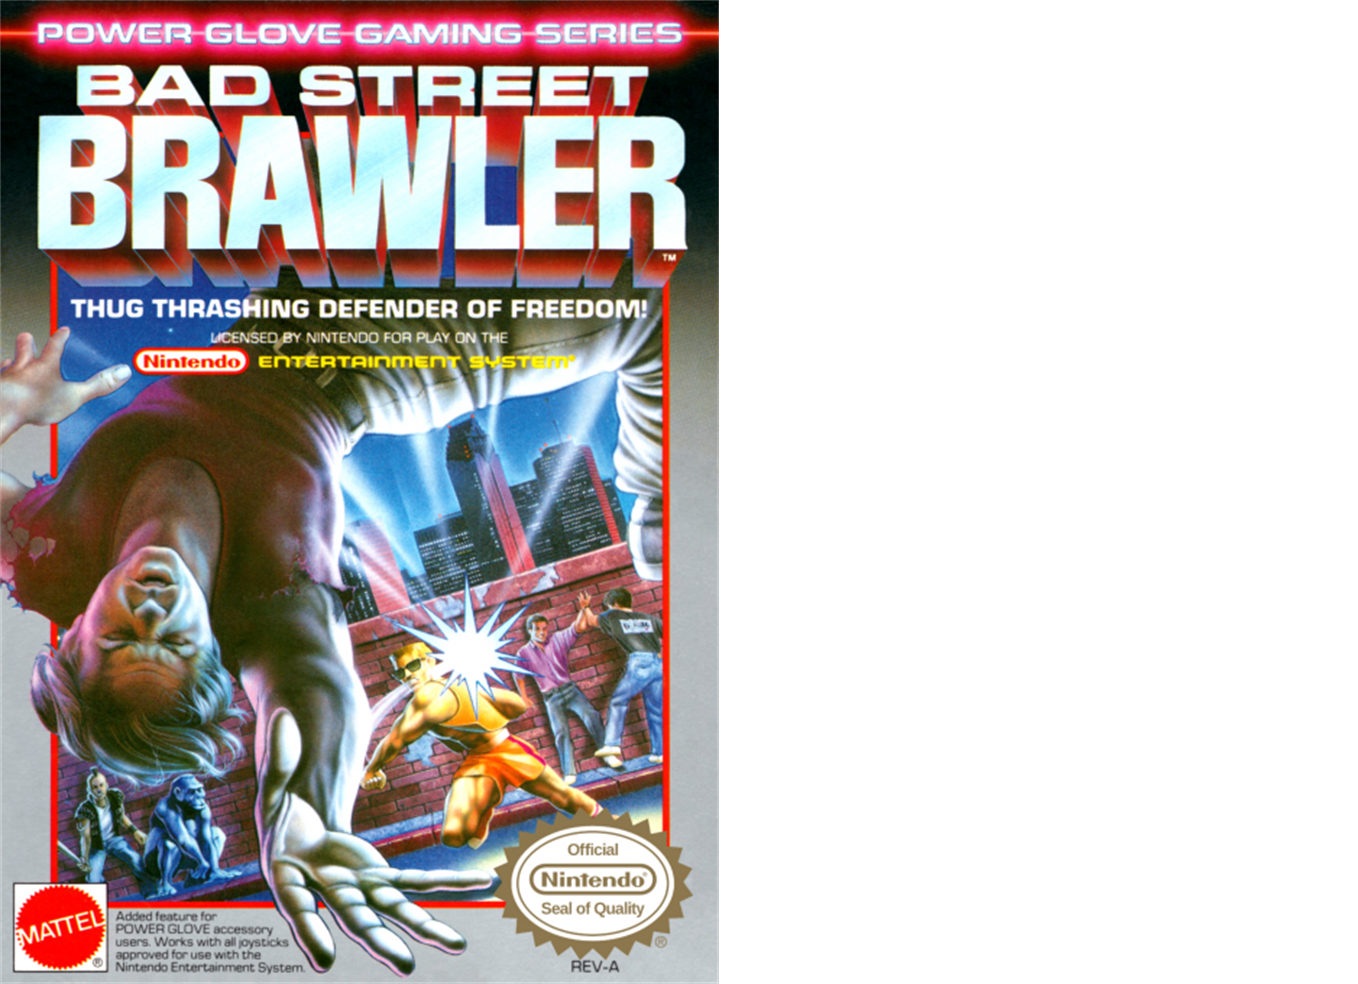 POWER GLOVE GAMING SERIES
BAD STREET
BRAWLER
TM
THUG THRASHING DEFENDER OF FREEDOM!
LICENSED BY NINTENDO FOR PLAY ON THE
Nintendo ENTERTAINMENT SYSTEM®
MATTEL
®
Added feature for
POWER GLOVE accessory
users. Works with all joysticks
approved for use with the
Nintendo Entertainment System.
Official
Nintendo®
Seal of Quality
®
REV-A